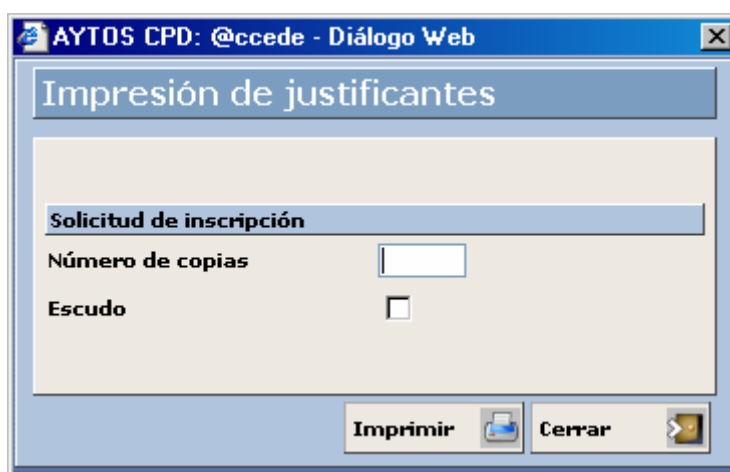 AYTOS CPD: @ccede - Diálogo Web
Impresión de justificantes
Solicitud de inscripción
Número de copias
Escudo
Imprimir Cerrar